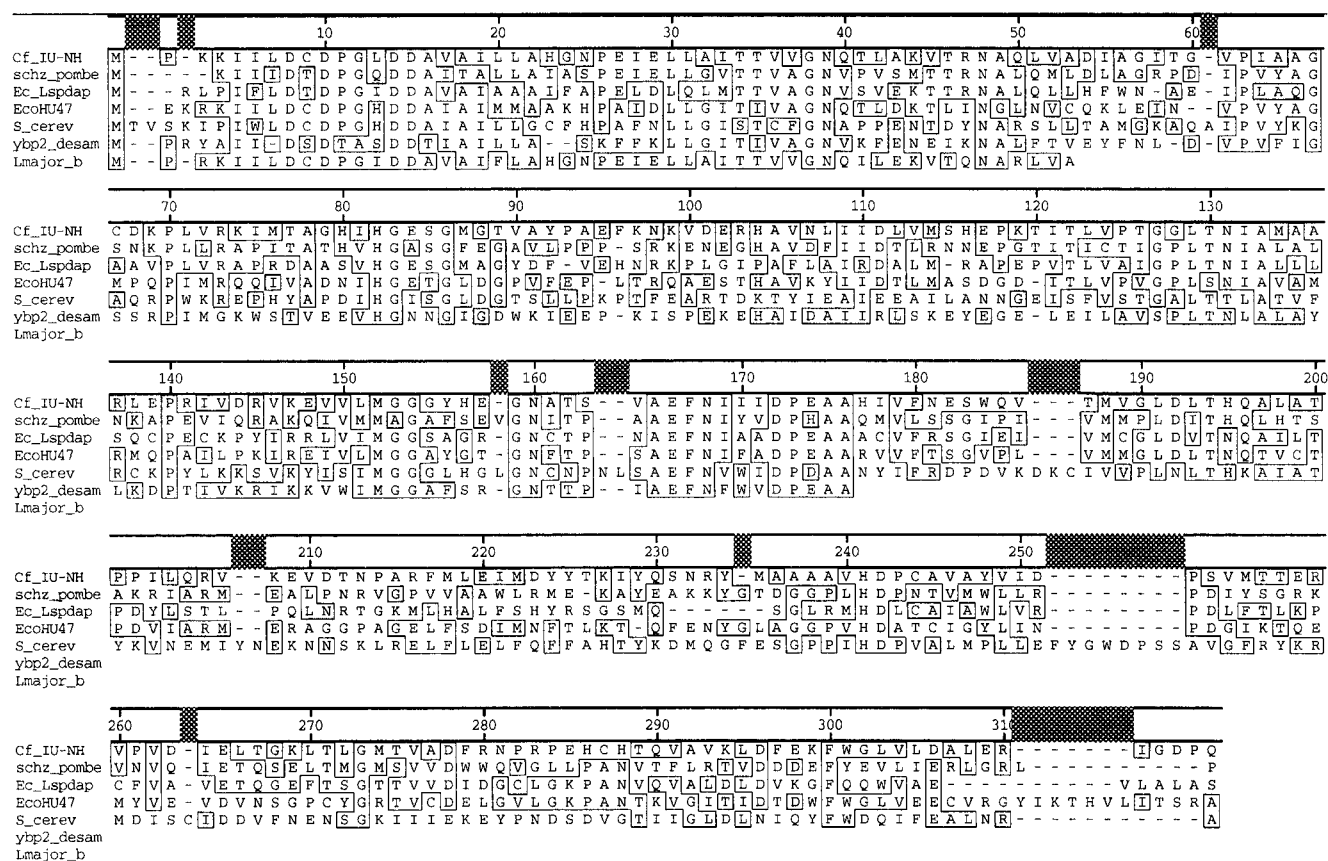 10 20 30 40 50 60
Cf_IU-NH M--P-KKIILDCDPGLDDAVAILLAHGNPEIELLAITTVVGNQTLAKVTRNAQLVADIAGITG-VPIAAG
schz_pombe M-----KIIIDTDPGQDDAITALLAIASPEIELLGVTTVAGNVPVSMTTRNALQMLDLAGRPD-IPVYAG
Ec_Lspdap M---RLPIFLDTDPGIDDAVAIAAAIFAPELDLQLMTTVAGNVSVEKTTRNALQLLHFWN-AE-IPLAQG
EcoHU47 M--EKRKIILDCDPGHDDAIAIMMAAKHPAIDLLGITIVAGNQTLDKTLINGLNVCQKLEIN--VPVYAG
S_cerev MTVSKIPIWLDCDPGHDDAIAILLGCFHPAFNLLGISTCFGNAPPENTDYNARSLLTAMGKAQAIPVYKG
ybp2_desam M--PRYAII-DSDTASDDTIAILLA--SKFFKLLGITIVAGNVKFENEIKNALFTVEYFNL-D-VPVFIG
Lmajor_b M--P-RKIILDCDPGIDDAVAIFLAHGNPEIELLAITTVVGNQILEKVTQNARLVA
70 80 90 100 110 120 130
Cf_IU-NH CDKPLVRKIMTAGHIHGESGMGTVAYPAEFKNKVDERHAVNLIIDLVMSHEPKTITLVPTGGLTNIAMAA
schz_pombe SNKPLLRAPITATHVHGASGFEGAVLPPP-SRKENEGHAVDFIIDTLRNNEPGTITICTIGPLTNIALAL
Ec_Lspdap AAVPLVRAPRDAASVHGESGMAGYDF-VEHNRKPLGIPAFLAIRDALM-RAPEPVTLVAIGPLTNIALLL
EcoHU47 MPQPIMRQQIVADNIHGETGLDGPVFEP-LTRQAESTHAVKYIIDTLMASDGD-ITLVPVGPLSNIAVAM
S_cerev AQRPWKREPHYAPDIHGISGLDGTSLLPKPTFEARTDKTYIEAIEEAILANNGEISFVSTGALTTLATVF
ybp2_desam SSRPIMGKWSTVEEVHGNNGIGDWKIEEP-KISPEKEHAIDAIIRLSKEYEGE-LEILAVSPLTNLALAY
Lmajor_b
140 150 160 170 180 190 200
Cf_IU-NH RLEPRIVDRVKEVVLMGGGYHE-GNATS--VAEFNIIIDPEAAHIVFNESWQV---TMVGLDLTHQALAT
schz_pombe NKAPEVIQRAKQIVMMAGAFSEVGNITP--AAEFNIYVDPHAAQMVLSSGIPI---VMMPLDITHQLHTS
Ec_Lspdap SQCPECKPYIRRLVIMGGSAGR-GNCTP--NAEFNIAADPEAAACVFRSGIEI---VMCGLDVTNQAILT
EcoHU47 RMQPAILPKIREIVLMGGAYGT-GNFTP--SAEFNIFADPEAARVVFTSGVPL---VMMGLDLTNQTVCT
S_cerev RCKPYLKKSVKYISIMGGGLHGLGNCNPNLSAEFNVWIDPDAANYIFRDPDVKDKCIVVPLNLTHKAIAT
ybp2_desam LKDPTIVKRIKKVWIMGGAFSR-GNTTP--IAEFNFWVDPEAA
Lmajor_b
210 220 230 240 250
Cf_IU-NH PPILQRV--KEVDTNPARFMLEIMDYYTKIYQSNRY-MAAAAVHDPCAVAYVID--------PSVMTTER
schz_pombe AKRIARM--EALPNRVGPVVAAWLRME-KAYEAKKYGTDGGPLHDPNTVMWLLR--------PDIYSGRK
Ec_Lspdap PDYLSTL--PQLNRTGKMLHALFSHYRSGSMQ-----SGLRMHDLCAIAWLVR--------PDLFTLKP
EcoHU47 PDVIARM--ERAGGPAGELFSDIMNFTLKT-QFENYGLAGGPVHDATCIGYLIN--------PDGIKTQE
S_cerev YKVNEMIYNEKNNSKLRELFLELFQFFAHTYKDMQGFESGPPIHDPVALMPLLEFYGWDPSSAVGFRYKR
ybp2_desam
Lmajor_b
260 270 280 290 300 310
Cf_IU-NH VPVD-IELTGKLTLGMTVADFRNPRPEHCHTQVAVKLDFEKFWGLVLDALER-------IGDPQ
schz_pombe VNVQ-IETQSELTMGMSVVDWWQVGLLPANVTFLRTVDDDEFYEVLIERLGRL----------P
Ec_Lspdap CFVA-VETQGEFTSGTTVVDIDGCLGKPANVQVALDLDVKGFQQWVAE-----------VLALAS
EcoHU47 MYVE-VDVNSGPCYGRTVCDELGVLGKPANTKVGITIDTDWFWGLVEECVRGYIKTHVLITSRA
S_cerev MDISCIDDVFNENSGKIIIEKEYPNDSDVGTIIGLDLNIQYFWDQIFEALNR-----------A
ybp2_desam
Lmajor_b